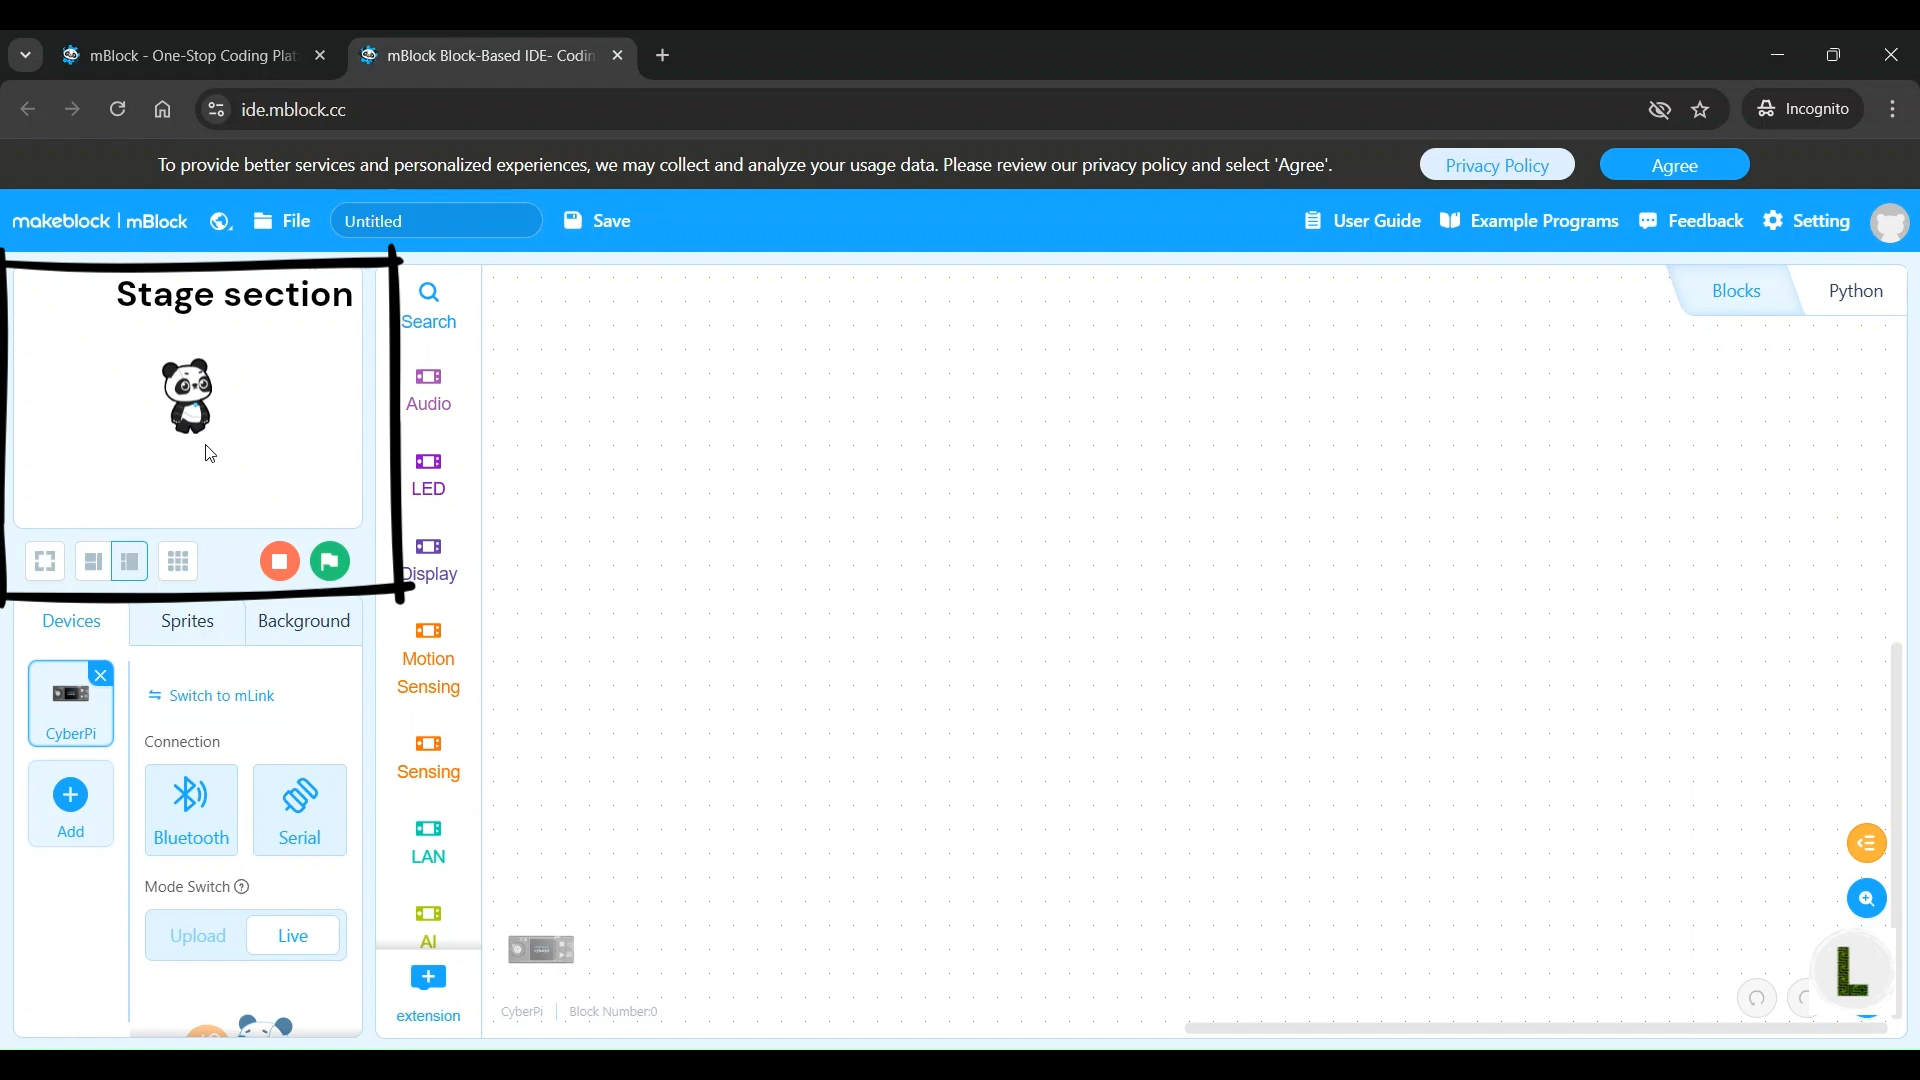 mBlock - One-Stop Coding Plat
mBlock Block-Based IDE- Codin
ide.mblock.cc
Incognito
To provide better services and personalized experiences, we may collect and analyze your usage data. Please review our privacy policy and select 'Agree'.
Privacy Policy
Agree
makeblock | mBlock
File
Untitled
Save
User Guide
Example Programs
Feedback
Setting
Stage section
Search
Audio
LED
Display
Motion
Sensing
Sensing
LAN
AI
extension
Blocks
Python
Devices
Sprites
Background
CyberPi
Add
Switch to mLink
Connection
Bluetooth
Serial
Mode Switch
Upload
Live
CyberPi
Block Number:0
L